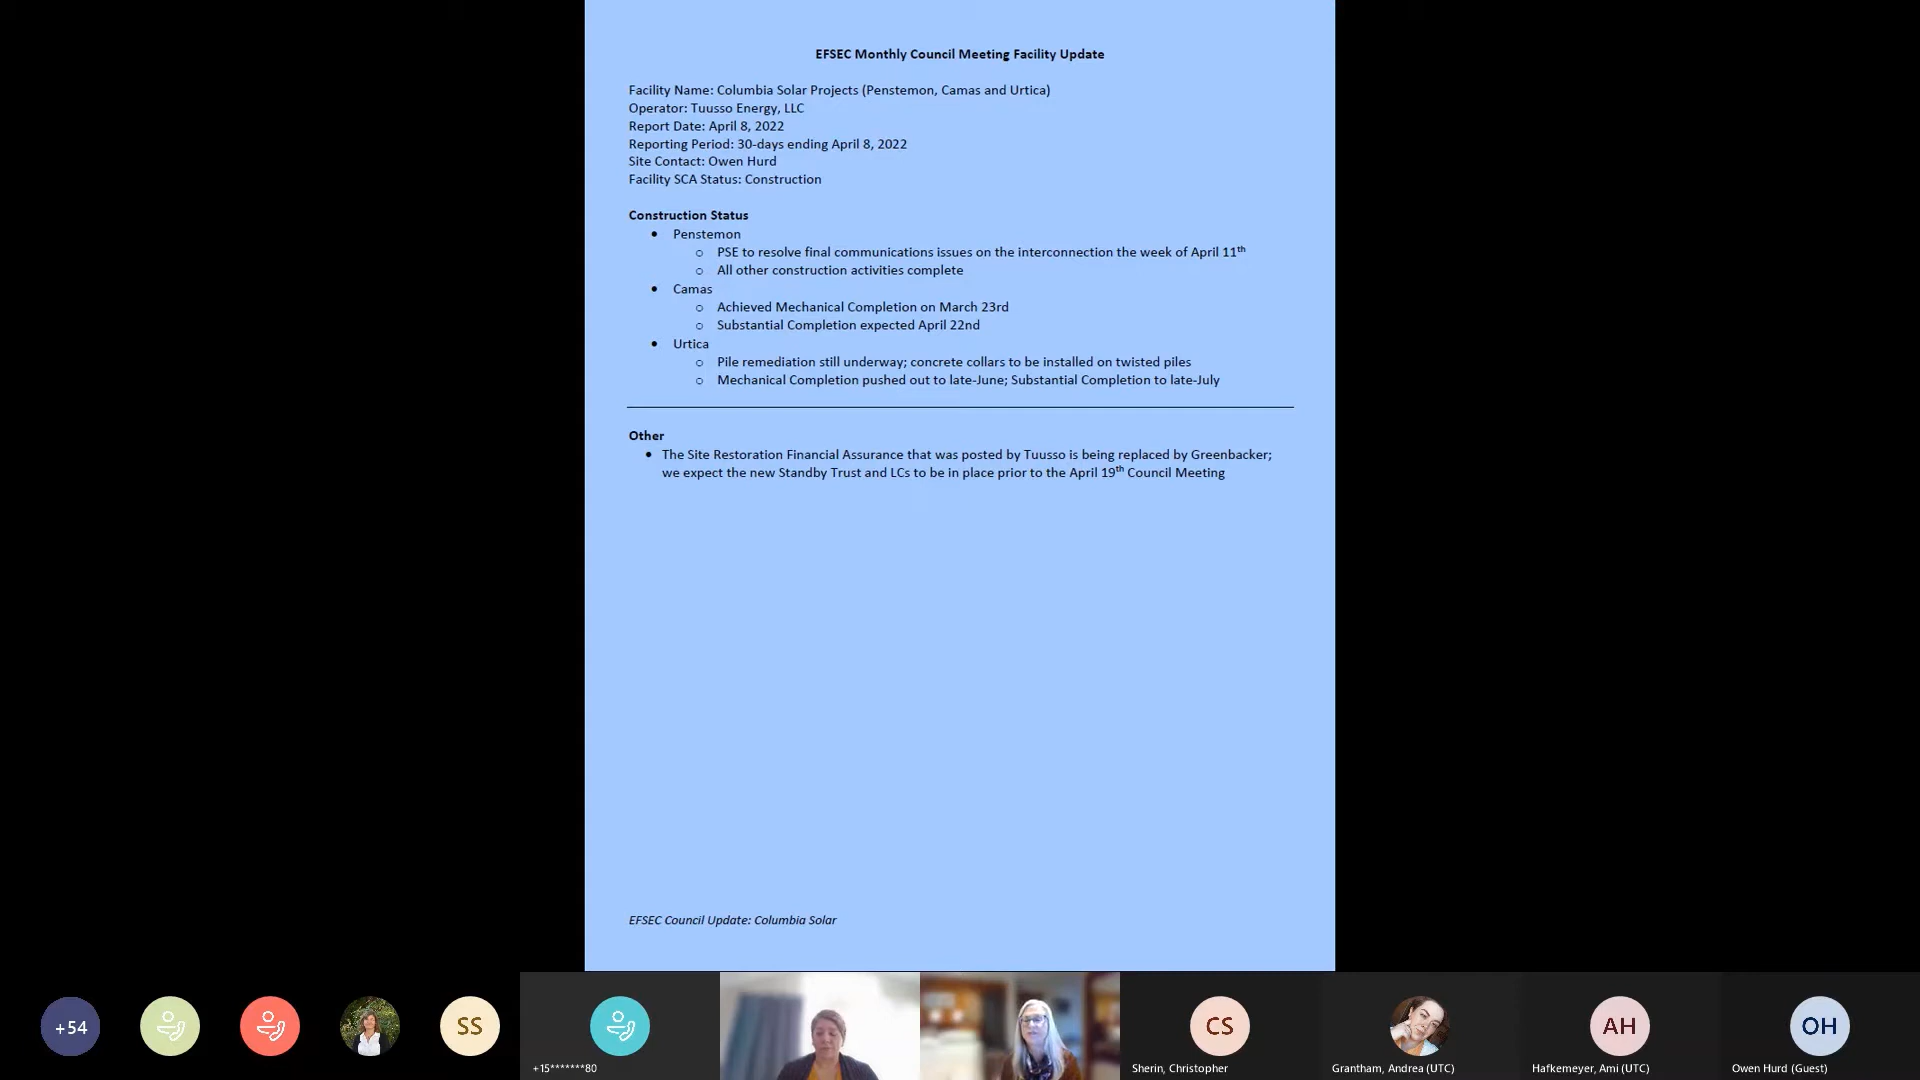 EFSEC Monthly Council Meeting Facility Update
Facility Name: Columbia Solar Projects (Penstemon, Camas and Urtica)
Operator: Tuusso Energy, LLC
Report Date: April 8, 2022
Reporting Period: 30-days ending April 8, 2022
Site Contact: Owen Hurd
Facility SCA Status: Construction
Construction Status
• Penstemon
○ PSE to resolve final communications issues on the interconnection the week of April 11th
○ All other construction activities complete
• Camas
○ Achieved Mechanical Completion on March 23rd
○ Substantial Completion expected April 22nd
• Urtica
○ Pile remediation still underway; concrete collars to be installed on twisted piles
○ Mechanical Completion pushed out to late-June; Substantial Completion to late-July
Other
• The Site Restoration Financial Assurance that was posted by Tuusso is being replaced by Greenbacker;
we expect the new Standby Trust and LCs to be in place prior to the April 19th Council Meeting
EFSEC Council Update: Columbia Solar
+54
SS
CS
AH
OH
+15*******80
Sherin, Christopher
Grantham, Andrea (UTC)
Hafkemeyer, Ami (UTC)
Owen Hurd (Guest)